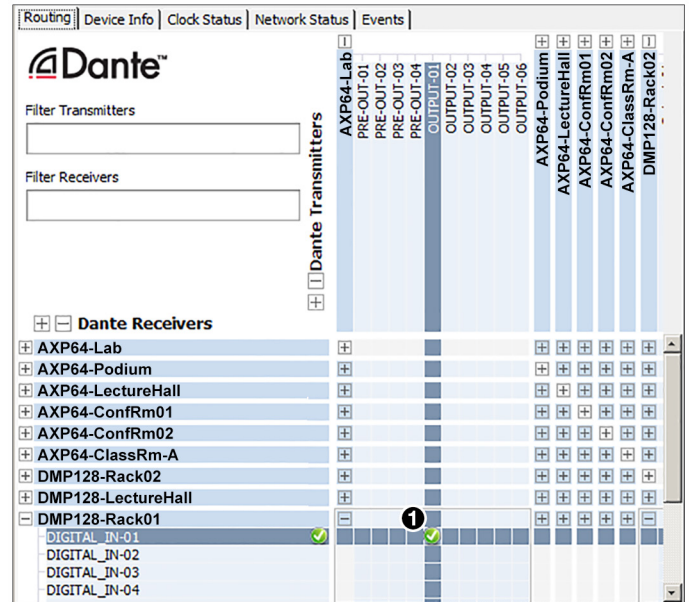 Routing Device Info Clock Status Network Status Events
Dante™
Filter Transmitters
Filter Receivers
Dante Transmitters
AXP64-Lab
PRE-OUT-01
PRE-OUT-02
PRE-OUT-03
PRE-OUT-04
OUTPUT-01
OUTPUT-02
OUTPUT-03
OUTPUT-04
OUTPUT-05
OUTPUT-06
AXP64-Podium
AXP64-LectureHall
AXP64-ConfRm01
AXP64-ConfRm02
AXP64-ClassRm-A
DMP128-Rack02
Dante Receivers
AXP64-Lab
AXP64-Podium
AXP64-LectureHall
AXP64-ConfRm01
AXP64-ConfRm02
AXP64-ClassRm-A
DMP128-Rack02
DMP128-LectureHall
DMP128-Rack01
1
DIGITAL_IN-01
DIGITAL_IN-02
DIGITAL_IN-03
DIGITAL_IN-04